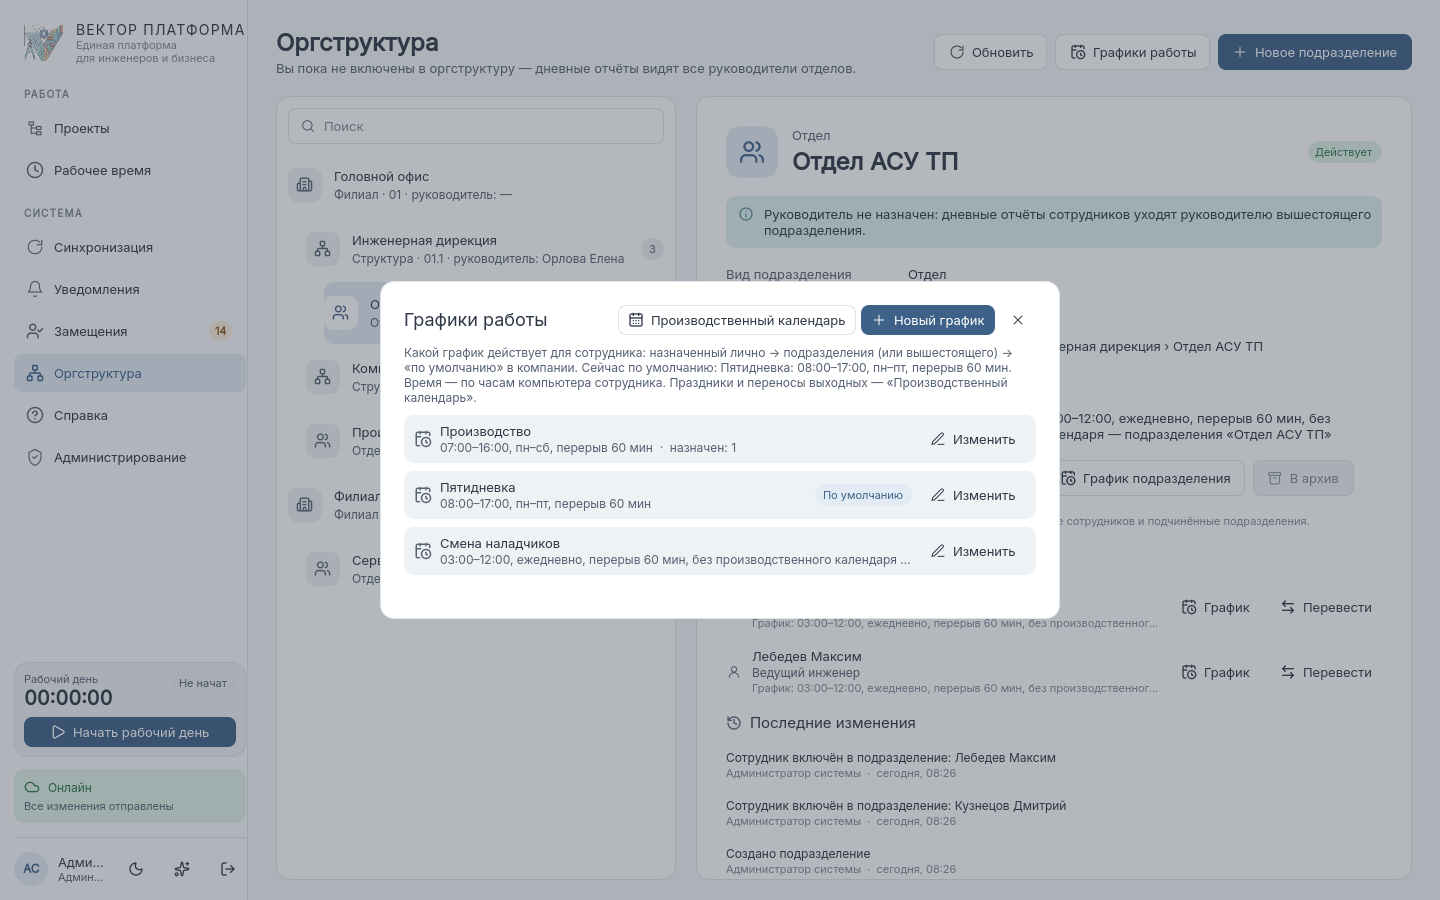 ВЕКТОР ПЛАТФОРМА
Единая платформа
для инженеров и бизнеса
РАБОТА
Проекты
Рабочее время
СИСТЕМА
Синхронизация
Уведомления
Замещения
14
Оргструктура
Справка
Администрирование
Рабочий день
Не начат
00:00:00
Начать рабочий день
Онлайн
Все изменения отправлены
АС
Адми...
Админ...
Оргструктура
Вы пока не включены в оргструктуру — дневные отчёты видят все руководители отделов.
Обновить
Графики работы
Новое подразделение
Поиск
Головной офис
Филиал · 01 · руководитель: —
Инженерная дирекция
Структура · 01.1 · руководитель: Орлова Елена
3
Филиал
Филиал
Отдел
Отдел АСУ ТП
Действует
Руководитель не назначен: дневные отчёты сотрудников уходят руководителю вышестоящего
подразделения.
Вид подразделения
Отдел
дирекция › Отдел АСУ ТП
00–12:00, ежедневно, перерыв 60 мин, без
— подразделения «Отдел АСУ ТП»
График подразделения
В архив
сотрудников и подчинённые подразделения.
График
Перевести
График: 03:00–12:00, ежедневно, перерыв 60 мин, без производственног...
Лебедев Максим
Ведущий инженер
График: 03:00–12:00, ежедневно, перерыв 60 мин, без производственног...
График
Перевести
Последние изменения
Сотрудник включён в подразделение: Лебедев Максим
Администратор системы · сегодня, 08:26
Сотрудник включён в подразделение: Кузнецов Дмитрий
Администратор системы · сегодня, 08:26
Создано подразделение
Администратор системы · сегодня, 08:26
Графики работы
Производственный календарь
Новый график
Какой график действует для сотрудника: назначенный лично → подразделения (или вышестоящего) →
«по умолчанию» в компании. Сейчас по умолчанию: Пятидневка: 08:00–17:00, пн–пт, перерыв 60 мин.
Время — по часам компьютера сотрудника. Праздники и переносы выходных — «Производственный
календарь».
Производство
07:00–16:00, пн–сб, перерыв 60 мин · назначен: 1
Изменить
Пятидневка
08:00–17:00, пн–пт, перерыв 60 мин
По умолчанию
Изменить
Смена наладчиков
03:00–12:00, ежедневно, перерыв 60 мин, без производственного календаря ...
Изменить